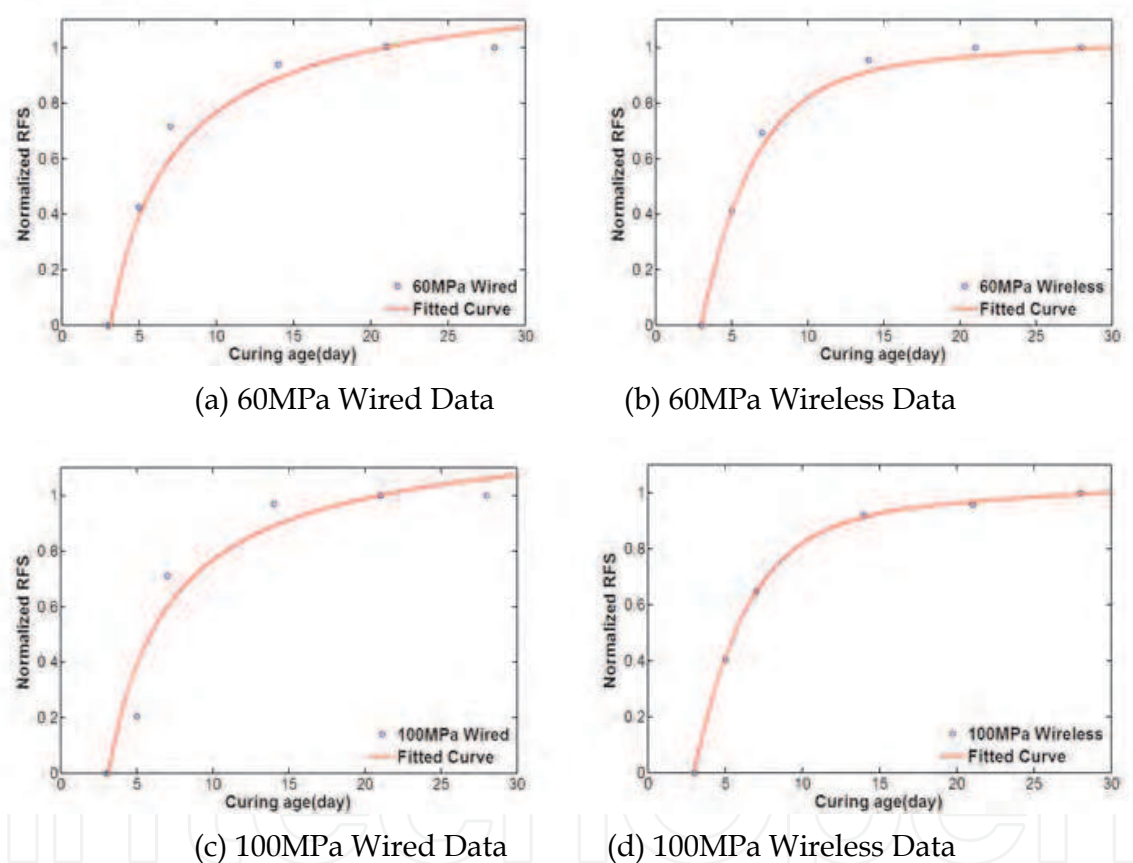 Normalized RFS
1
0.8
0.6
0.4
0.2
0
0 5 10 15 20 25 30
Curing age(day)
60MPa Wired
Fitted Curve
(a) 60MPa Wired Data
Normalized RFS
1
0.8
0.6
0.4
0.2
0
0 5 10 15 20 25 30
Curing age(day)
60MPa Wireless
Fitted Curve
(b) 60MPa Wireless Data
Normalized RFS
1
0.8
0.6
0.4
0.2
0
0 5 10 15 20 25 30
Curing age(day)
100MPa Wired
Fitted Curve
(c) 100MPa Wired Data
Normalized RFS
1
0.8
0.6
0.4
0.2
0
0 5 10 15 20 25 30
Curing age(day)
100MPa Wireless
Fitted Curve
(d) 100MPa Wireless Data